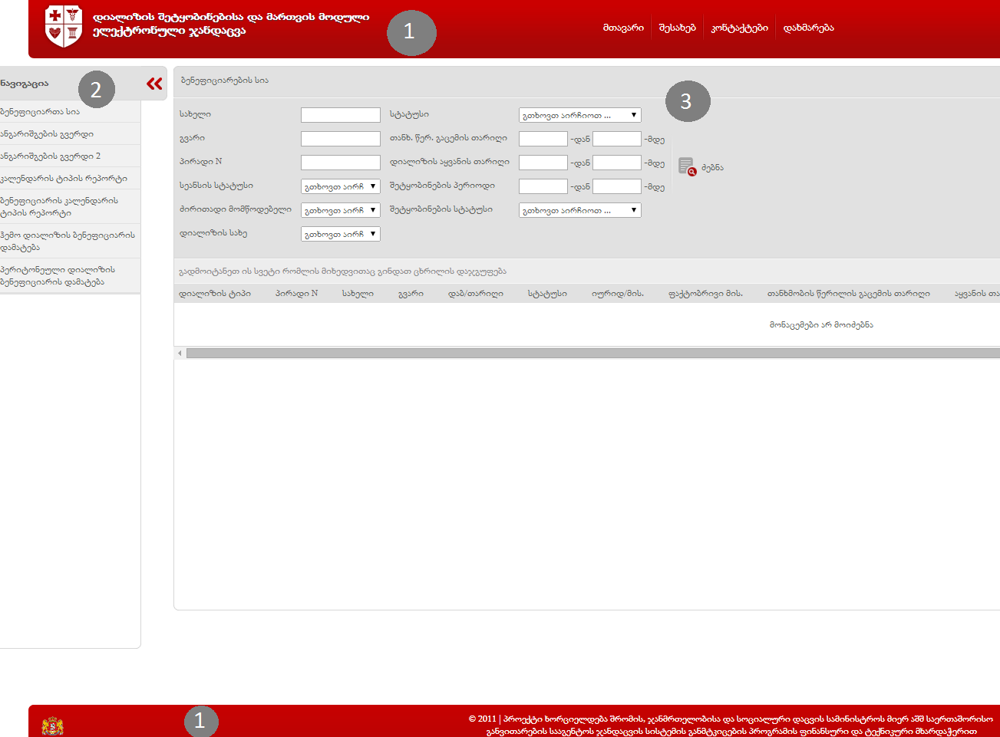 დიალიზის შეტყობინებისა და მართვის მოდული
ელექტრონული ჯანდაცვა
1
მთავარი შესახებ კონტაქტები დახმარება
ნავიგაცია
2
ბენეფიციართა სია
ანგარიშგების გვერდი
ანგარიშგების გვერდი 2
კალენდარის ტიპის რეპორტი
ბენეფიციარის კალენდარის
ტიპის რეპორტი
ჰემო დიალიზის ბენეფიციარის
დამატება
პერიტონეული დიალიზის
ბენეფიციარის დამატება
ბენეფიციარების სია
3
სახელი სტატუსი გთხოვთ აირჩიოთ ...
გვარი თანხ. წერ. გაცემის თარიღი -დან -მდე
პირადი N დიალიზის აყვანის თარიღი -დან -მდე
ძებნა
სეანსის სტატუსი გთხოვთ აირჩ შეტყობინების პერიოდი -დან -მდე
ძირითადი მომწოდებელი გთხოვთ აირჩ შეტყობინების სტატუსი გთხოვთ აირჩიოთ ...
დიალიზის სახე გთხოვთ აირჩ
გადმოიტანეთ ის სვეტი რომლის მიხედვითაც გინდათ ცხრილის დაჯგუფება
დიალიზის ტიპი პირადი N სახელი გვარი დაბ/თარიღი სტატუსი იურიდ/მის. ფაქტობრივი მის. თანხმობის წერილის გაცემის თარიღი აყვანის თა
მონაცემები არ მოიძებნა
1
© 2011 | პროექტი ხორციელდება შრომის, ჯანმრთელობისა და სოციალური დაცვის სამინისტროს მიერ აშშ საერთაშორისო
განვითარების სააგენტოს ჯანდაცვის სისტემის განმტკიცების პროგრამის ფინანსური და ტექნიკური მხარდაჭერით